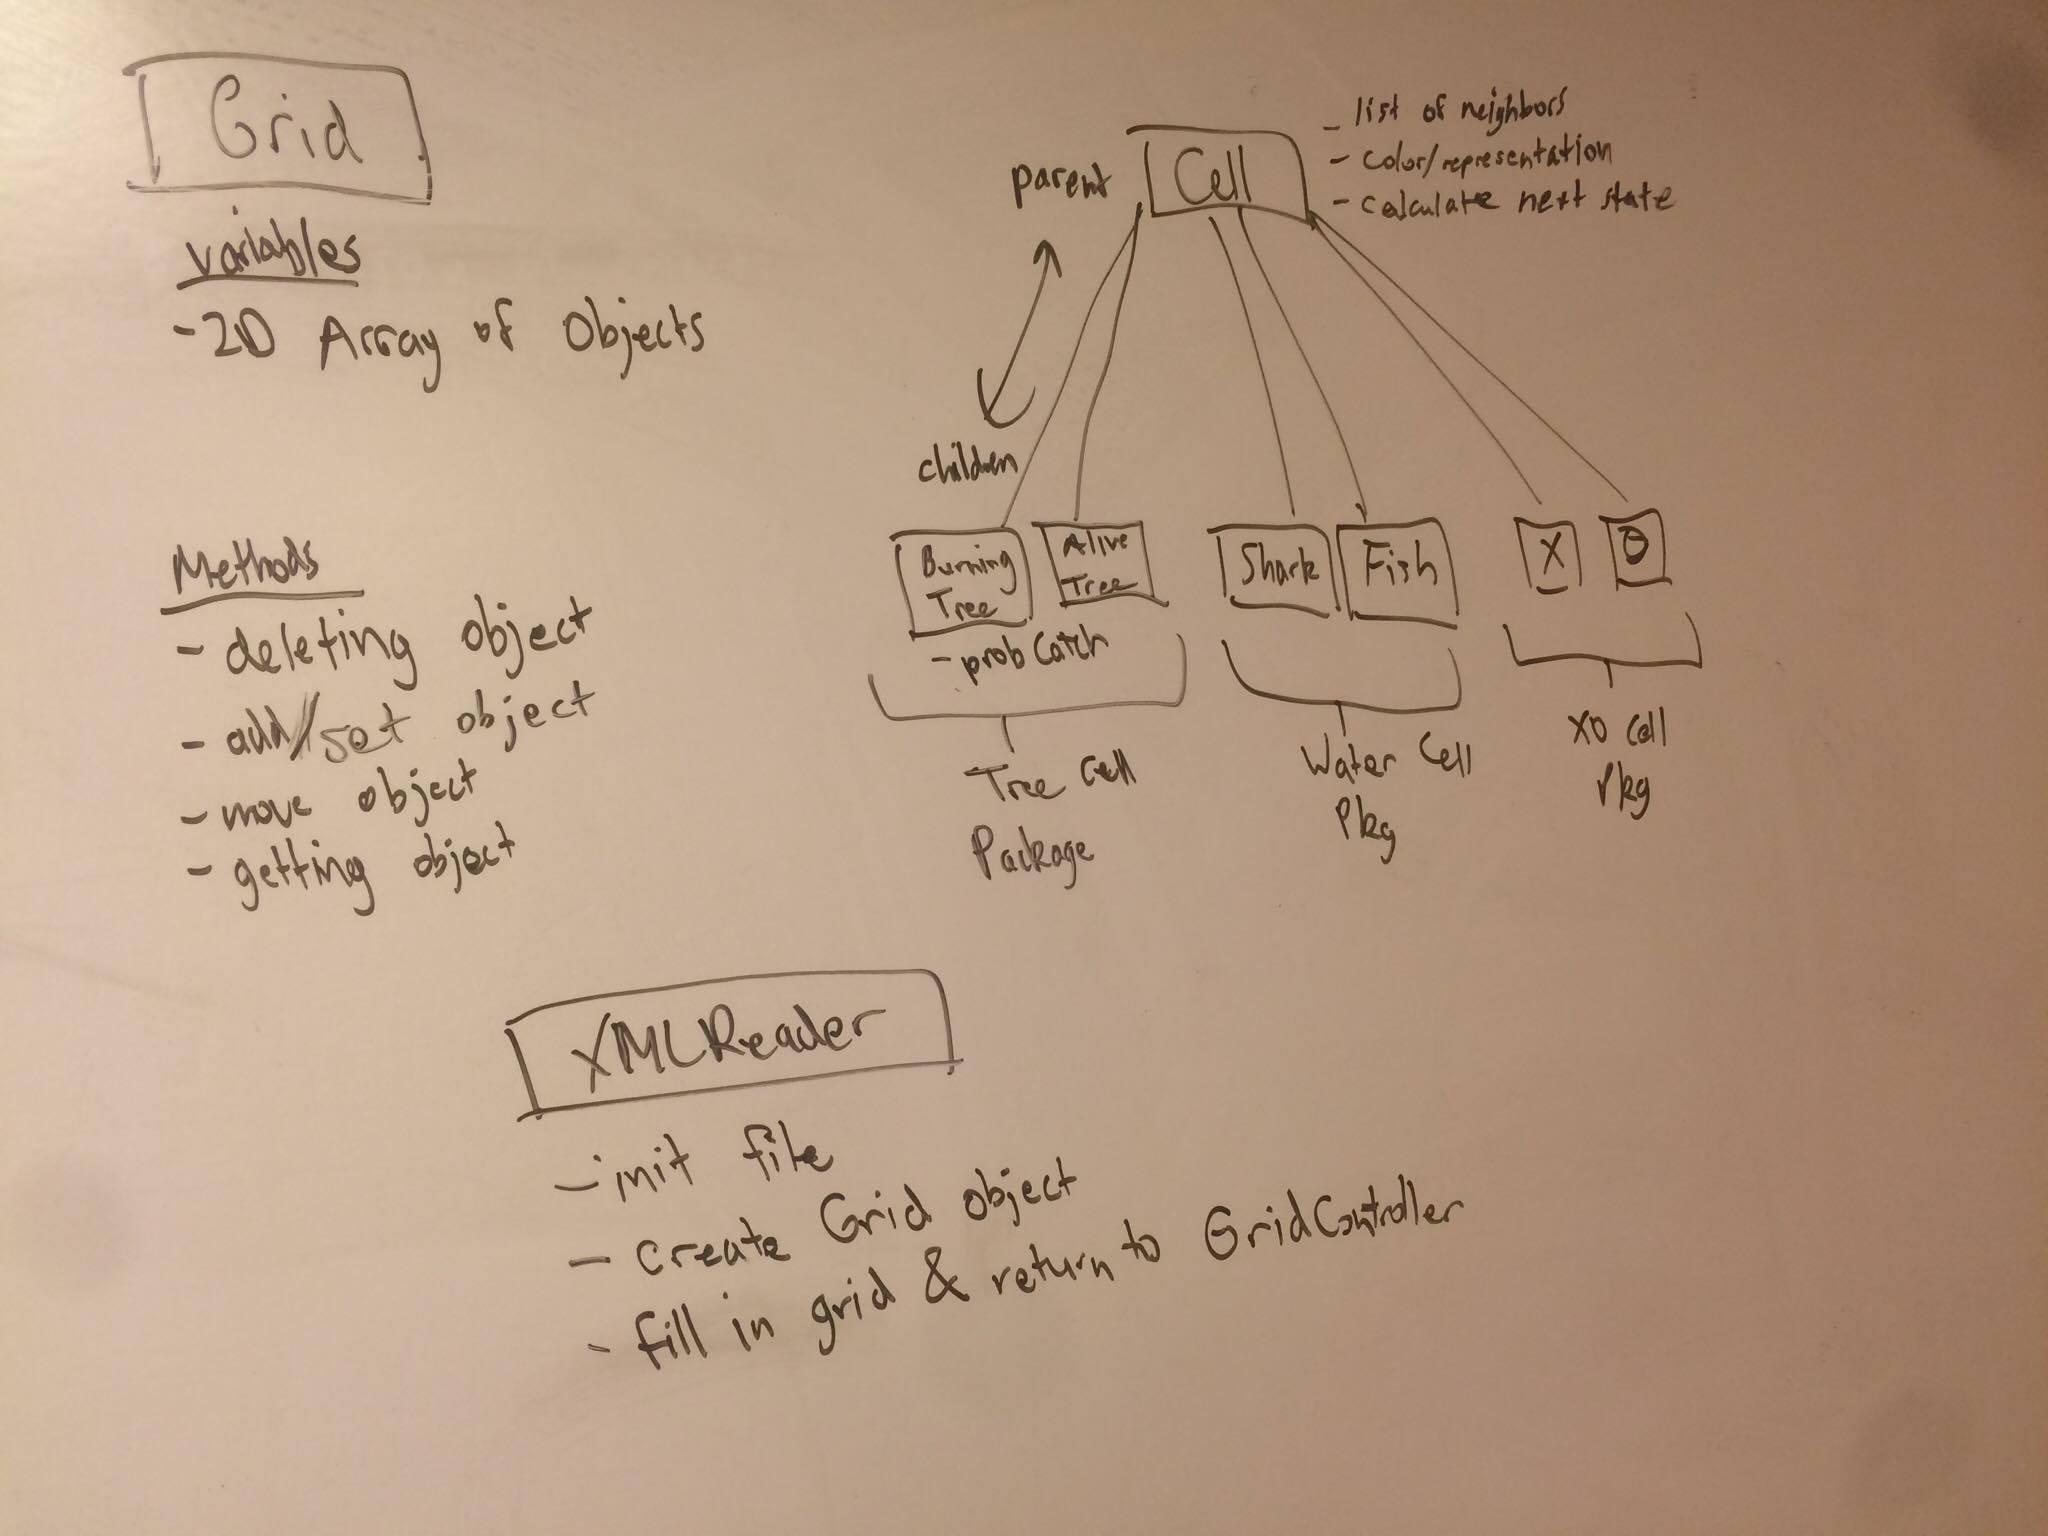 Grid
variables
- 2D Array of Objects
Methods
- deleting object
- add/set object
- move object
- getting object
parent
Cell
- list of neighbors
- color/representation
- calculate next state
children
Burning
Tree
Alive
Tree
Shark
Fish
X
O
- prob Catch
Tree Cell
Package
Water Cell
Pkg
XO Cell
Pkg
XMLReader
- init file
- create Grid object
- fill in grid & return to GridController